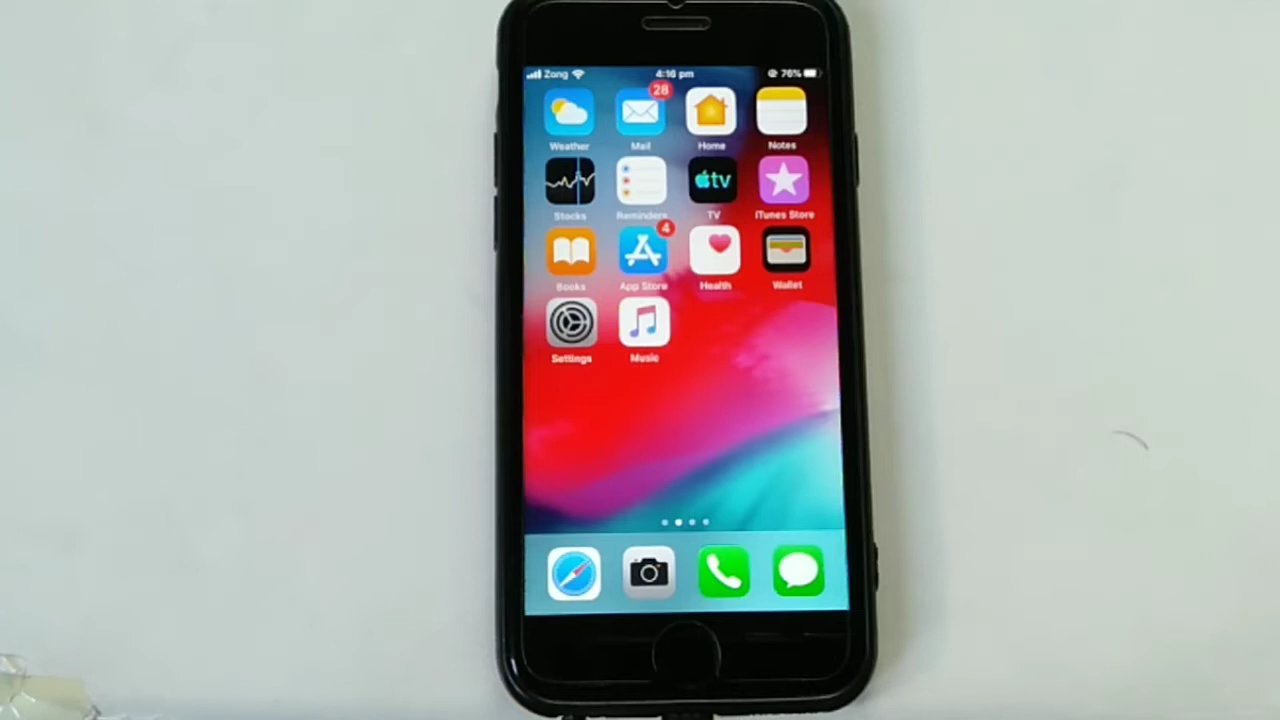 Zong 4:16 pm 76%
28
Weather Mail Home Notes
tv
Stocks Reminders TV iTunes Store
4
Books App Store Health Wallet
Settings Music